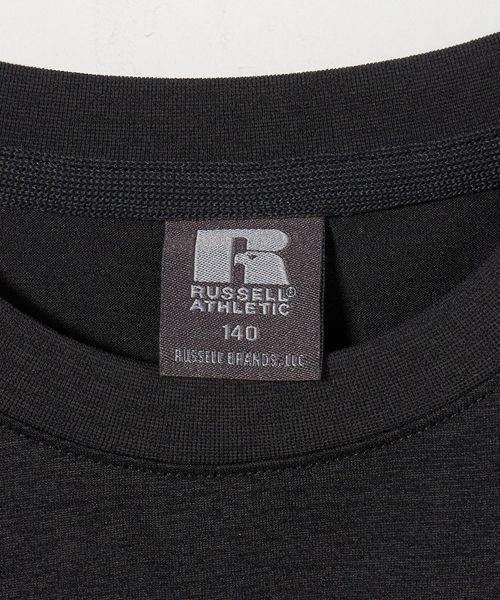 R
RUSSELL®
ATHLETIC
140
RUSSELL BRANDS, LLC